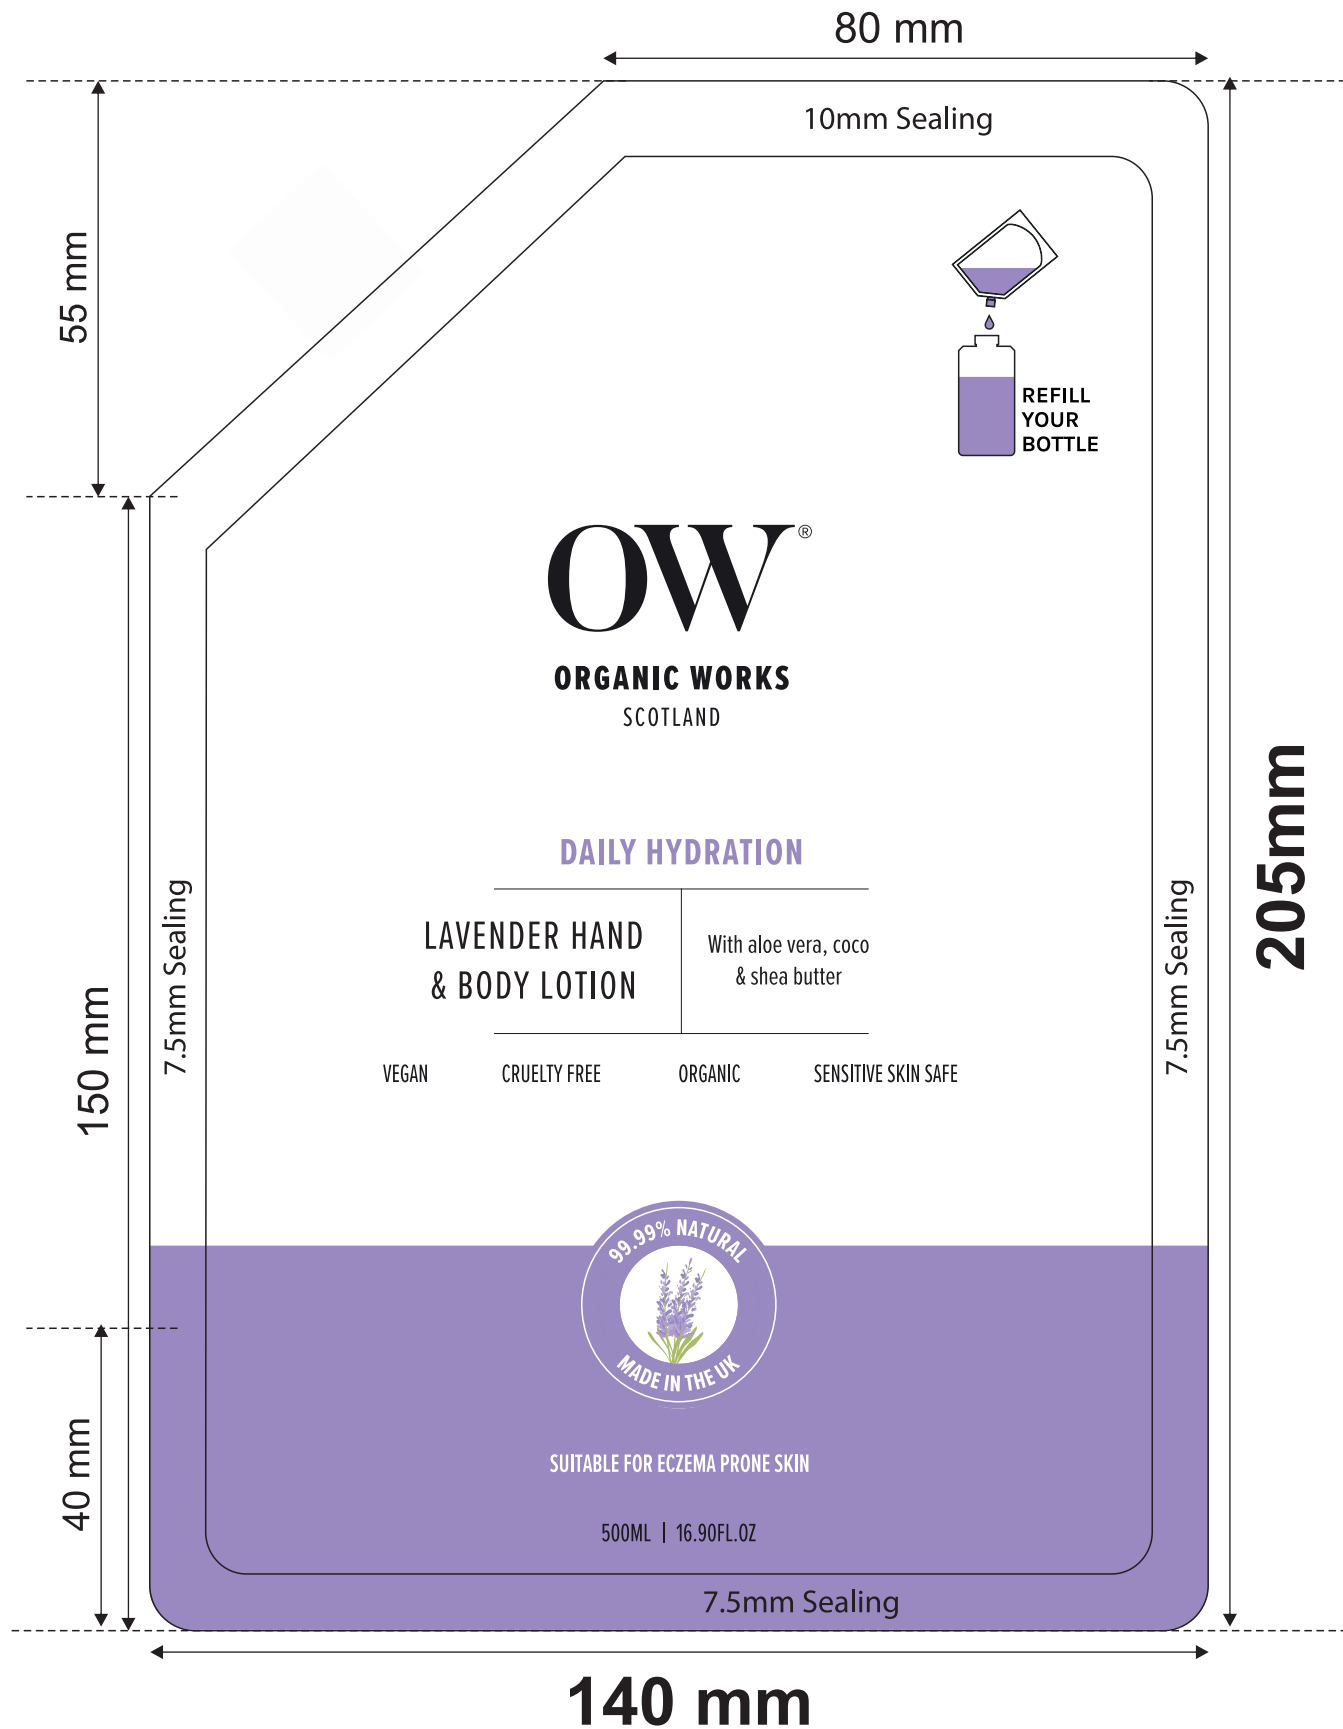 80 mm
10mm Sealing
55 mm
REFILL
YOUR
BOTTLE
OW®
ORGANIC WORKS
SCOTLAND
205mm
DAILY HYDRATION
7.5mm Sealing
LAVENDER HAND
& BODY LOTION
With aloe vera, coco
& shea butter
7.5mm Sealing
150 mm
VEGAN
CRUELTY FREE
ORGANIC
SENSITIVE SKIN SAFE
99.99% NATURAL
MADE IN THE UK
40 mm
SUITABLE FOR ECZEMA PRONE SKIN
500ML | 16.90FL.OZ
7.5mm Sealing
140 mm